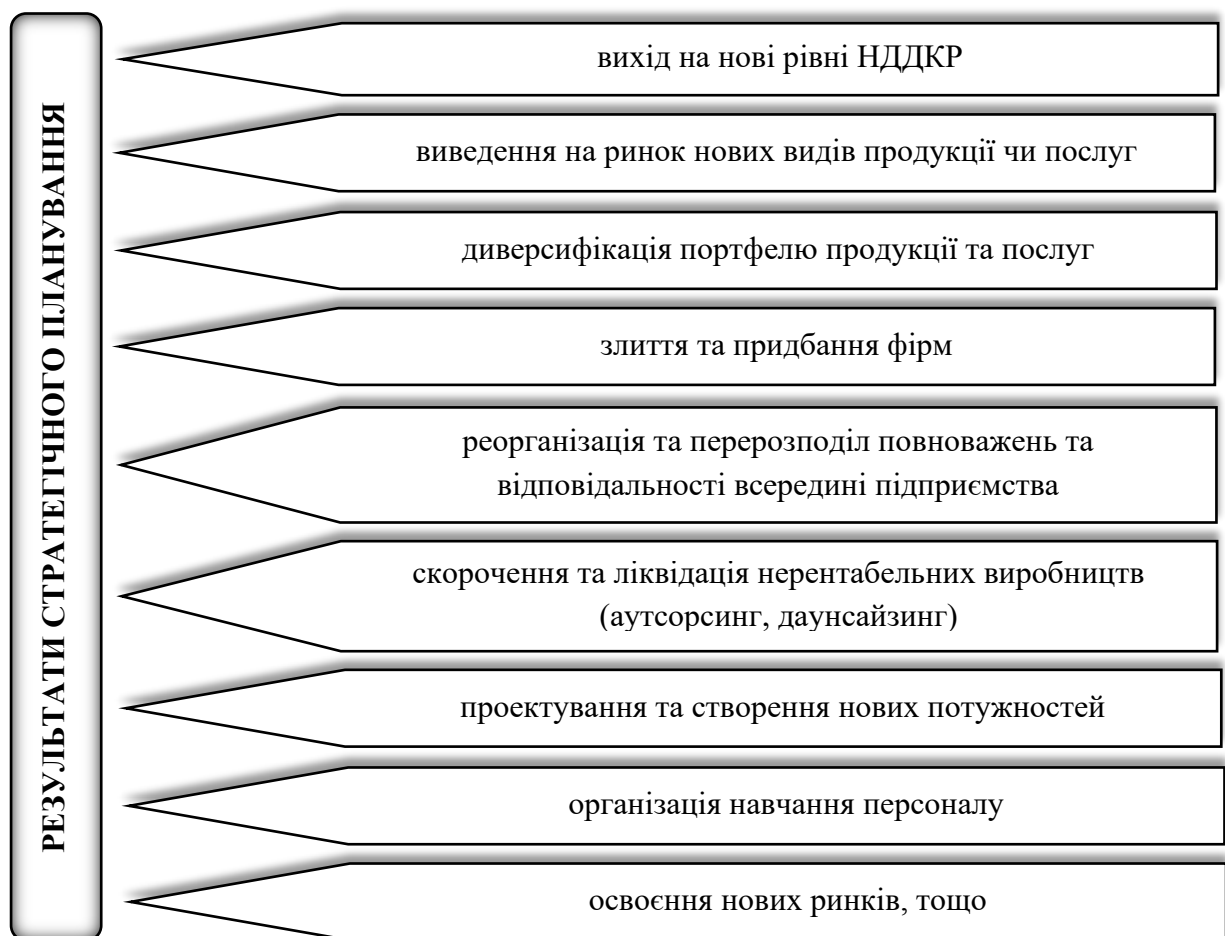 РЕЗУЛЬТАТИ СТРАТЕГІЧНОГО ПЛАНУВАННЯ
вихід на нові рівні НДДКР
виведення на ринок нових видів продукції чи послуг
диверсифікація портфелю продукції та послуг
злиття та придбання фірм
реорганізація та перерозподіл повноважень та
відповідальності всередині підприємства
скорочення та ліквідація нерентабельних виробництв
(аутсорсинг, даунсайзинг)
проектування та створення нових потужностей
організація навчання персоналу
освоєння нових ринків, тощо